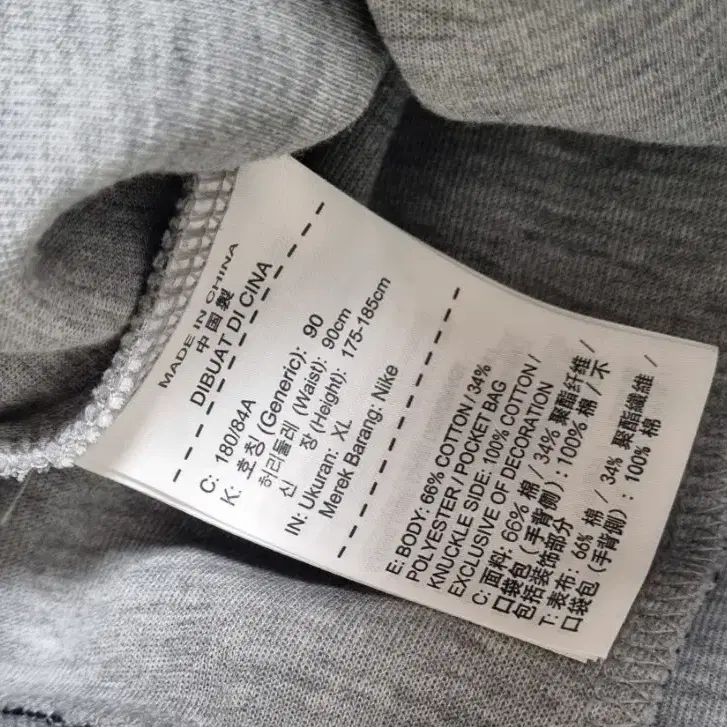 MADE IN CHINA
中国製
DIBUAT DI CINA
C: 180/84A
K: 호칭 (Generic): 90
허리둘레 (Waist): 90cm
신 장 (Height): 175-185cm
IN: Ukuran: XL
Merek Barang: Nike
E: BODY: 66% COTTON / 34%
POLYESTER / POCKET BAG
KNUCKLE SIDE: 100% COTTON /
EXCLUSIVE OF DECORATION
C: 面料: 66% 棉 / 34% 聚酯纤维 /
口袋包 (手背侧): 100% 棉 / 不
包括装饰部分
T: 表布: 66% 棉 / 34% 聚酯纖維 /
口袋包 (手背側): 100% 棉